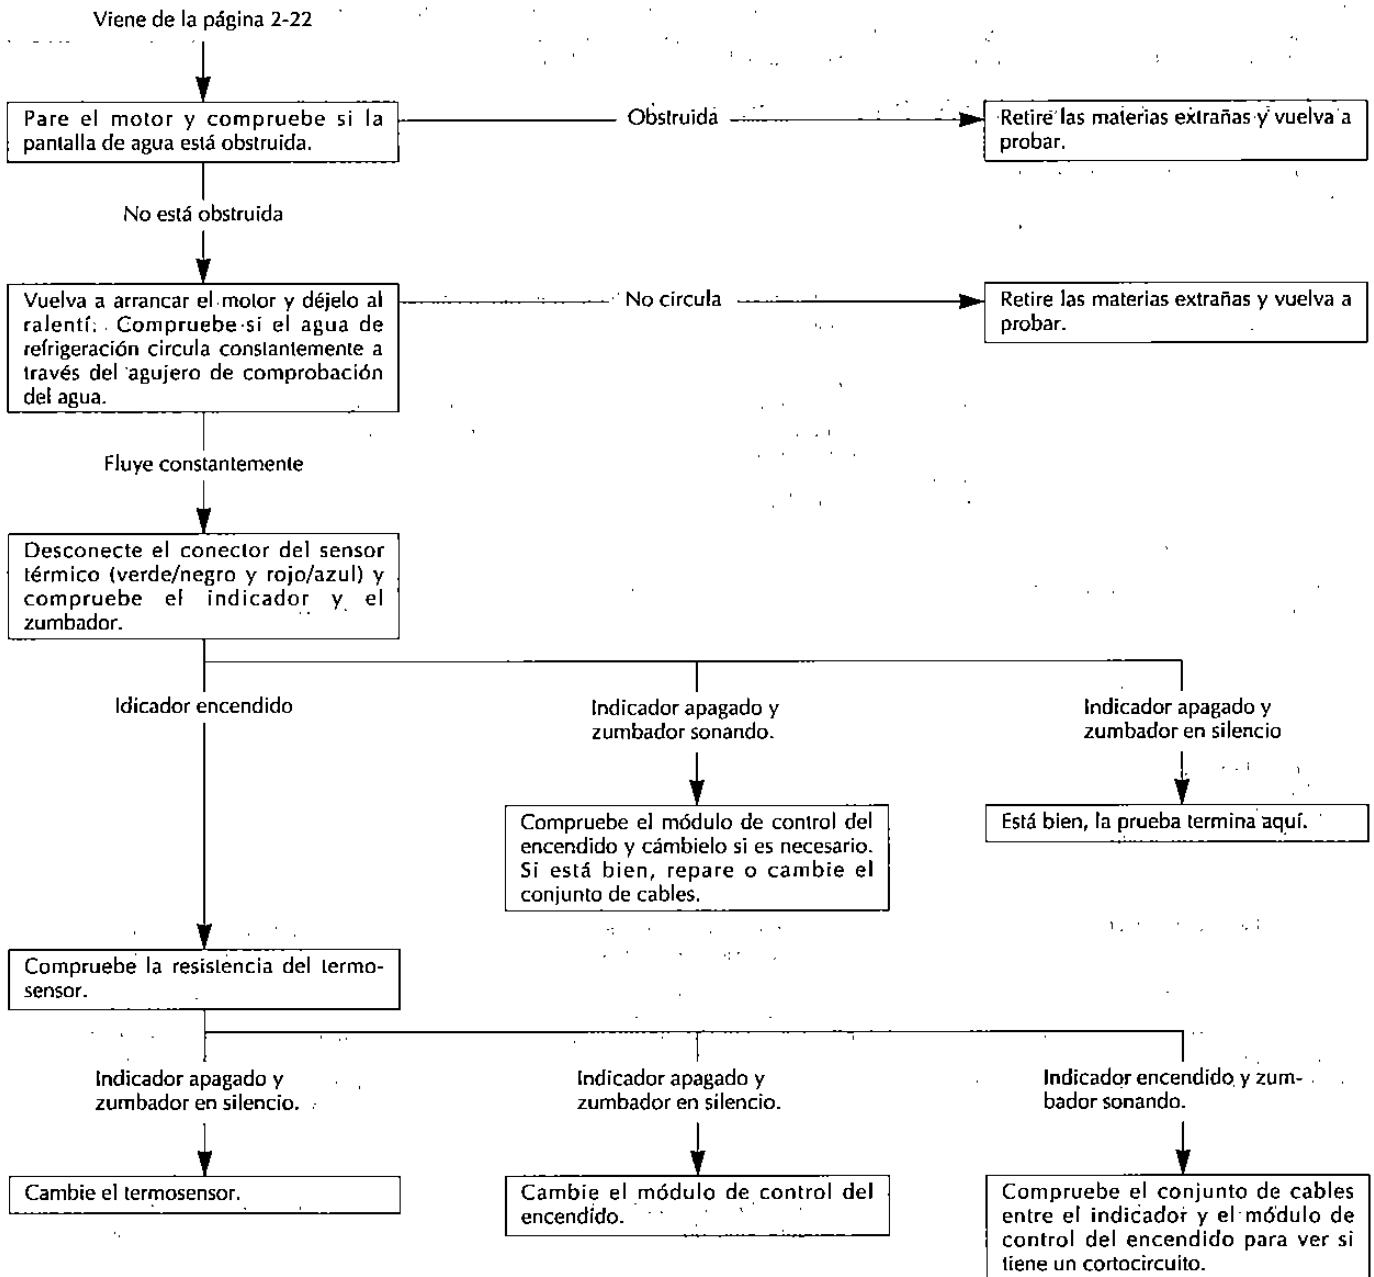 Viene de la página 2-22
Pare el motor y compruebe si la
pantalla de agua está obstruida.
Obstruida
Retire las materias extrañas y vuelva a
probar.
No está obstruida
Vuelva a arrancar el motor y déjelo al
ralentí. Compruebe si el agua de
refrigeración circula constantemente a
través del agujero de comprobación
del agua.
No circula
Retire las materias extrañas y vuelva a
probar.
Fluye constantemente
Desconecte el conector del sensor
térmico (verde/negro y rojo/azul) y
compruebe el indicador y el
zumbador.
Idicador encendido
Indicador apagado y
zumbador sonando.
Indicador apagado y
zumbador en silencio
Compruebe el módulo de control del
encendido y cámbielo si es necesario.
Si está bien, repare o cambie el
conjunto de cables.
Está bien, la prueba termina aquí.
Compruebe la resistencia del termo-
sensor.
Indicador apagado y
zumbador en silencio.
Indicador apagado y
zumbador en silencio.
Indicador encendido y zum-
bador sonando.
Cambie el termosensor.
Cambie el módulo de control del
encendido.
Compruebe el conjunto de cables
entre el indicador y el módulo de
control del encendido para ver si
tiene un cortocircuito.